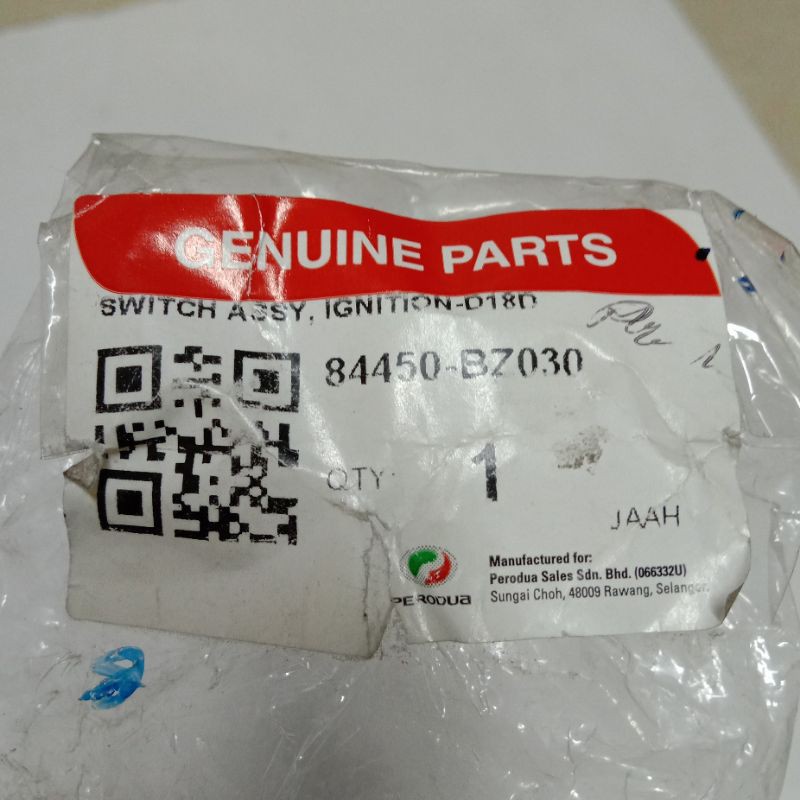 GENUINE PARTS
SWITCH ASSY, IGNITION-D18D
84450-BZ030
QTY: 1
JAAH
PERODUA
Manufactured for:
Perodua Sales Sdn. Bhd. (066332U)
Sungai Choh, 48009 Rawang, Selangor.